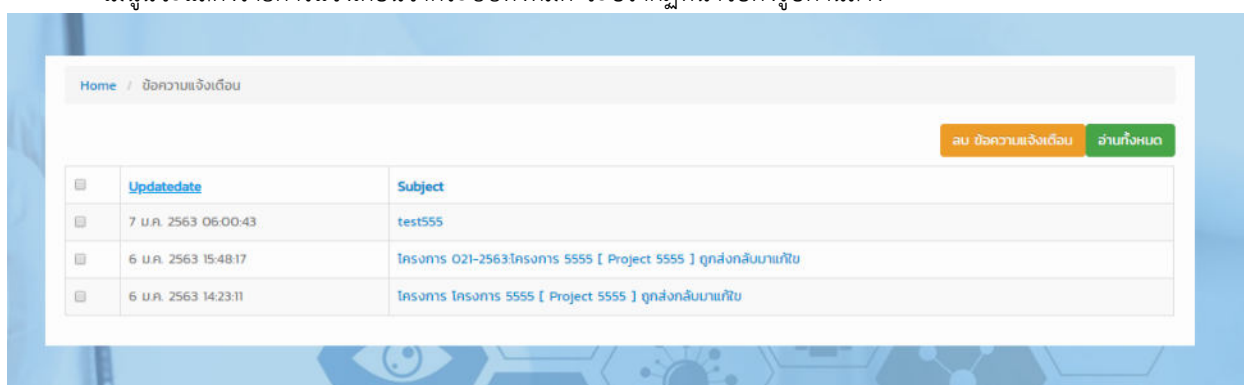 Home / ข้อความแจ้งเตือน
ลบ ข้อความแจ้งเตือน อ่านทั้งหมด
Updatedate Subject
7 ม.ค. 2563 06:00:43 test555
6 ม.ค. 2563 15:48:17 โครงการ 021-2563:โครงการ 5555 [ Project 5555 ] ถูกส่งกลับมาแก้ไข
6 ม.ค. 2563 14:23:11 โครงการ โครงการ 5555 [ Project 5555 ] ถูกส่งกลับมาแก้ไข